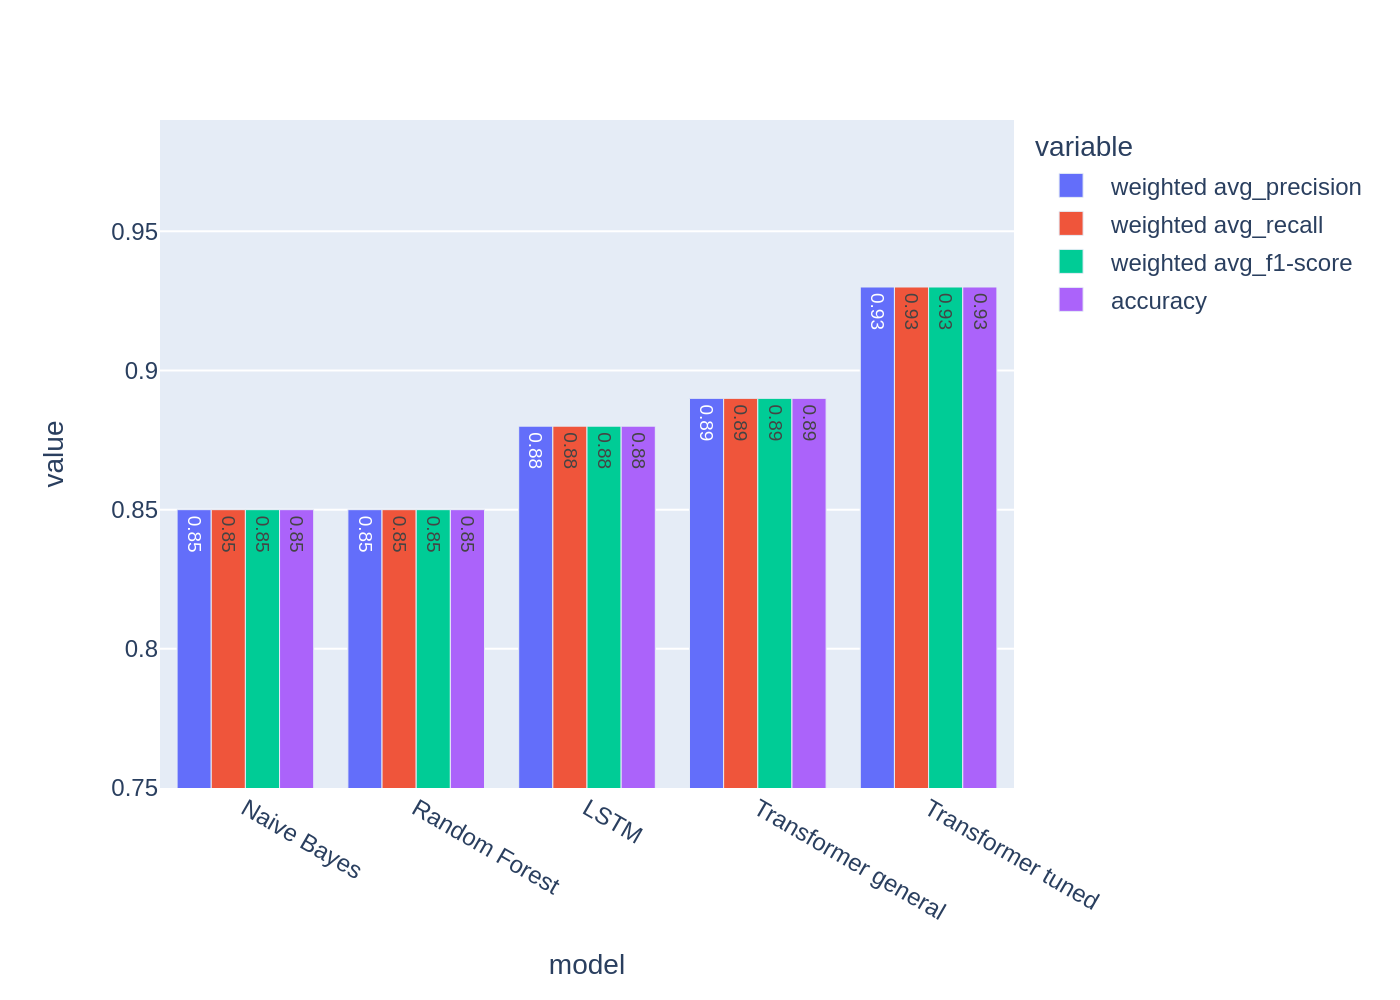 variable
weighted avg_precision
weighted avg_recall
weighted avg_f1-score
accuracy
value
0.95
0.9
0.85
0.8
0.75
0.85 0.85 0.85 0.85
0.85 0.85 0.85 0.85
0.88 0.88 0.88 0.88
0.89 0.89 0.89 0.89
0.93 0.93 0.93 0.93
Naive Bayes
Random Forest
LSTM
Transformer general
Transformer tuned
model